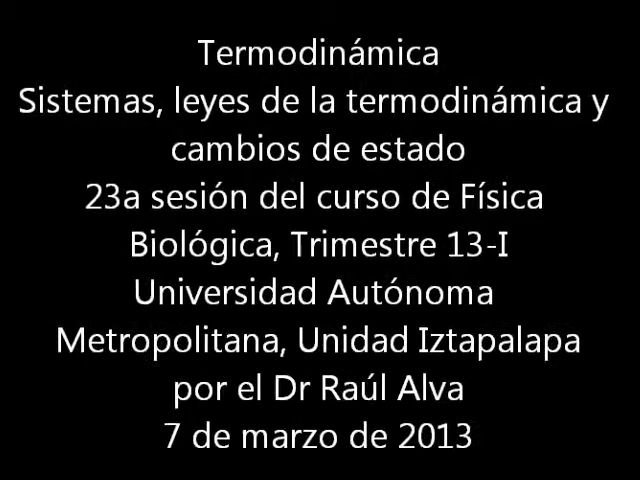 Termodinámica
Sistemas, leyes de la termodinámica y
cambios de estado
23a sesión del curso de Física
Biológica, Trimestre 13-I
Universidad Autónoma
Metropolitana, Unidad Iztapalapa
por el Dr Raúl Alva
7 de marzo de 2013